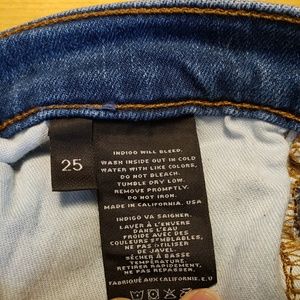 25
INDIGO WILL BLEED.
WASH INSIDE OUT IN COLD
WATER WITH LIKE COLORS.
DO NOT BLEACH.
TUMBLE DRY LOW.
REMOVE PROMPTLY.
DO NOT IRON.
MADE IN CALIFORNIA, USA
INDIGO VA SAIGNER.
LAVER À L'ENVERS
DANS DE L'EAU
FROIDE AVEC DES
COULEURS SEMBLABLES,
NE PAS UTILISER
DE JAVEL.
SÉCHER À BASSE
TEMPÉRATURE.
RETIRER RAPIDEMENT,
NE PAS REPASSER.
FABRIQUÉ AUX CALIFORNIE, É.U